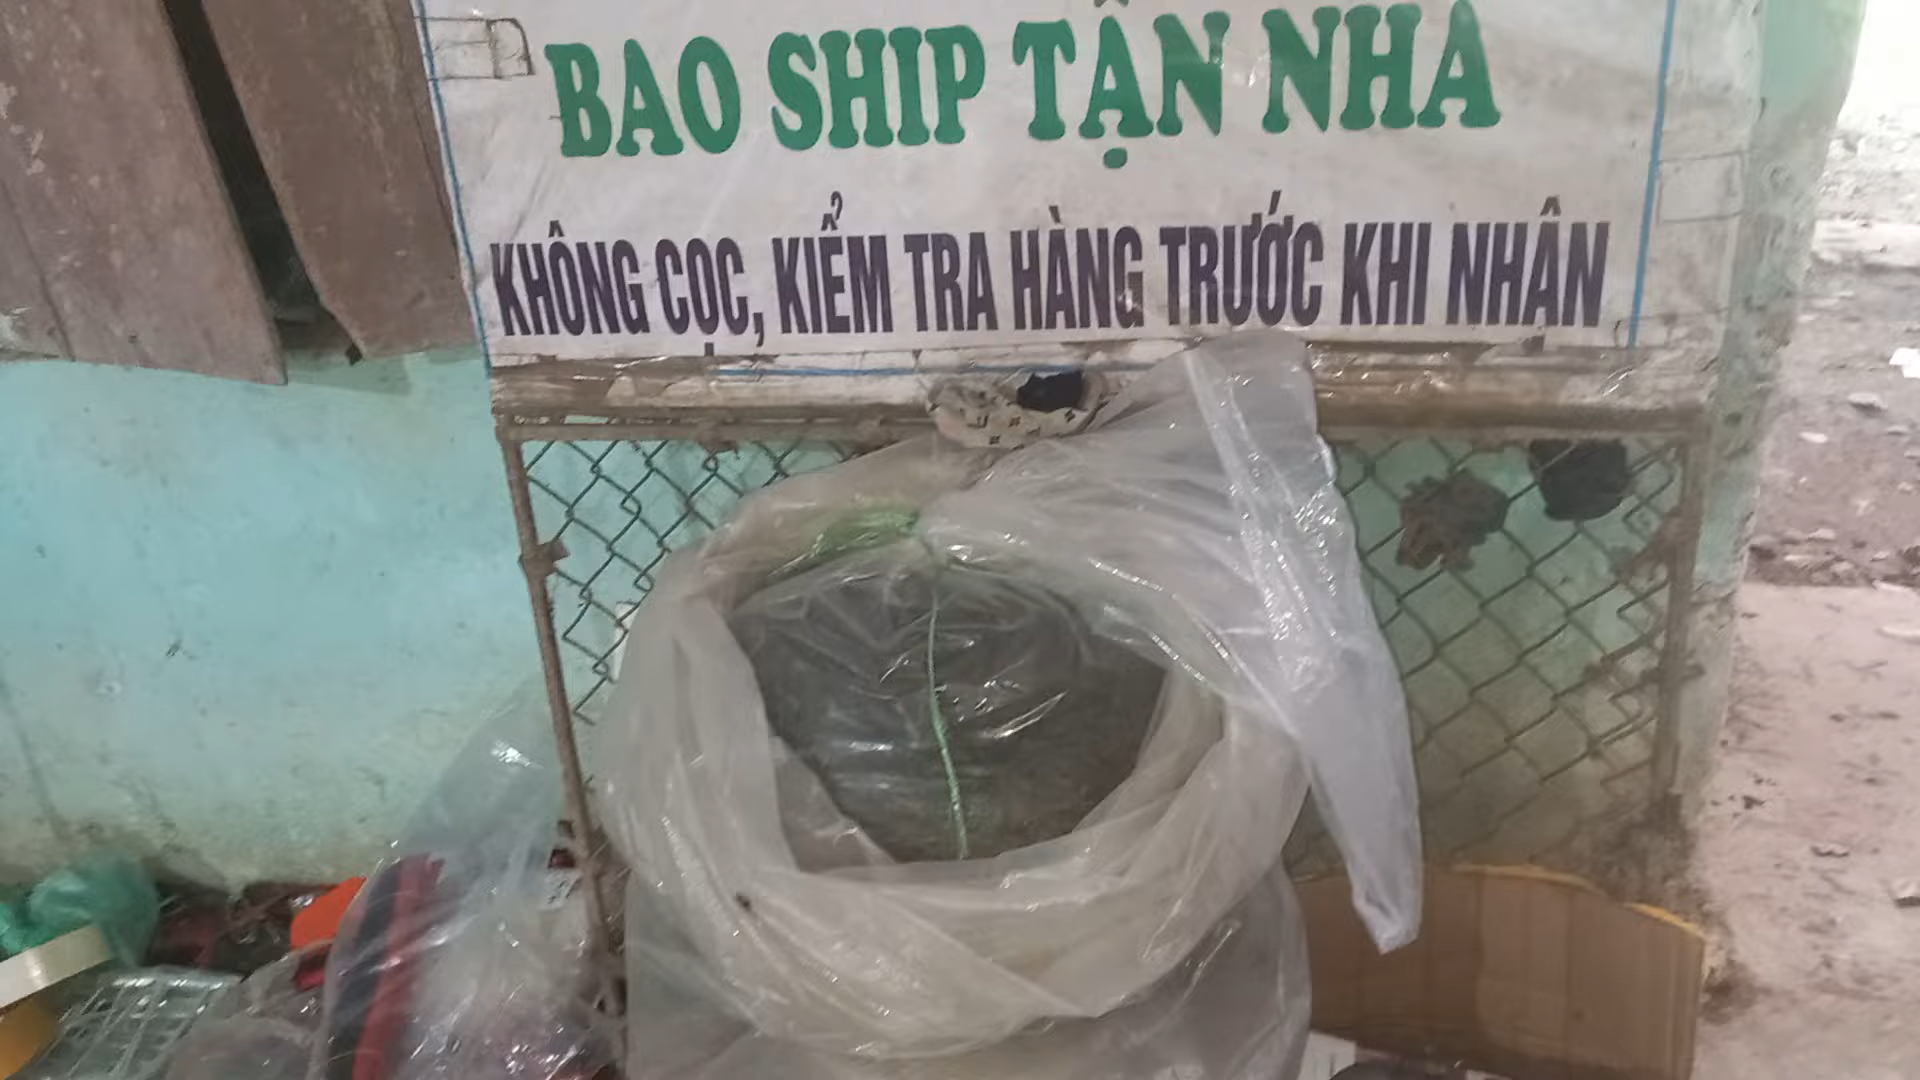 BAO SHIP TẬN NHÀ
KHÔNG CỌC, KIỂM TRA HÀNG TRƯỚC KHI NHẬN